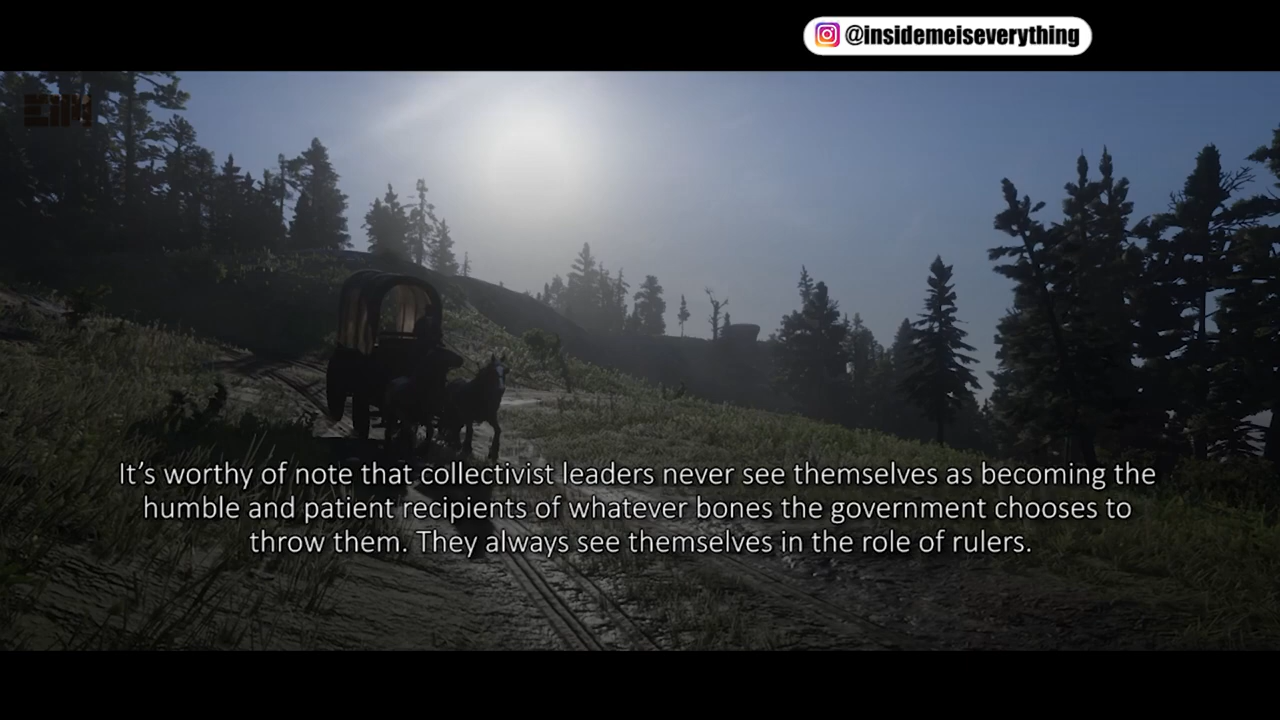 @insidemeiseverything
It’s worthy of note that collectivist leaders never see themselves as becoming the
humble and patient recipients of whatever bones the government chooses to
throw them. They always see themselves in the role of rulers.